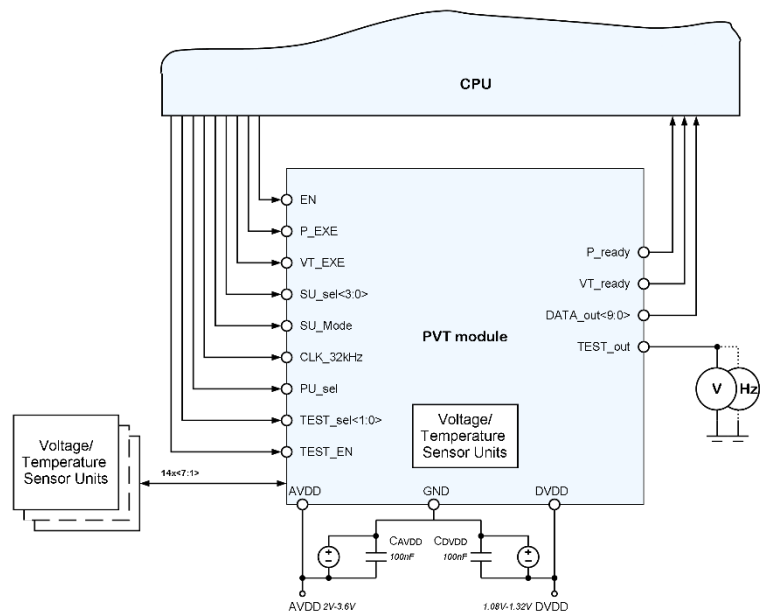 CPU
EN
P_EXE
VT_EXE
SU_sel<3:0>
SU_Mode
CLK_32kHz
PU_sel
TEST_sel<1:0>
TEST_EN
P_ready
VT_ready
DATA_out<9:0>
TEST_out
PVT module
V
Hz
Voltage/
Temperature
Sensor Units
Voltage/
Temperature
Sensor Units
14x<7:1>
AVDD
GND
DVDD
CAVDD
100nF
CDVDD
100nF
AVDD 2V-3.6V
1.08V-1.32V DVDD